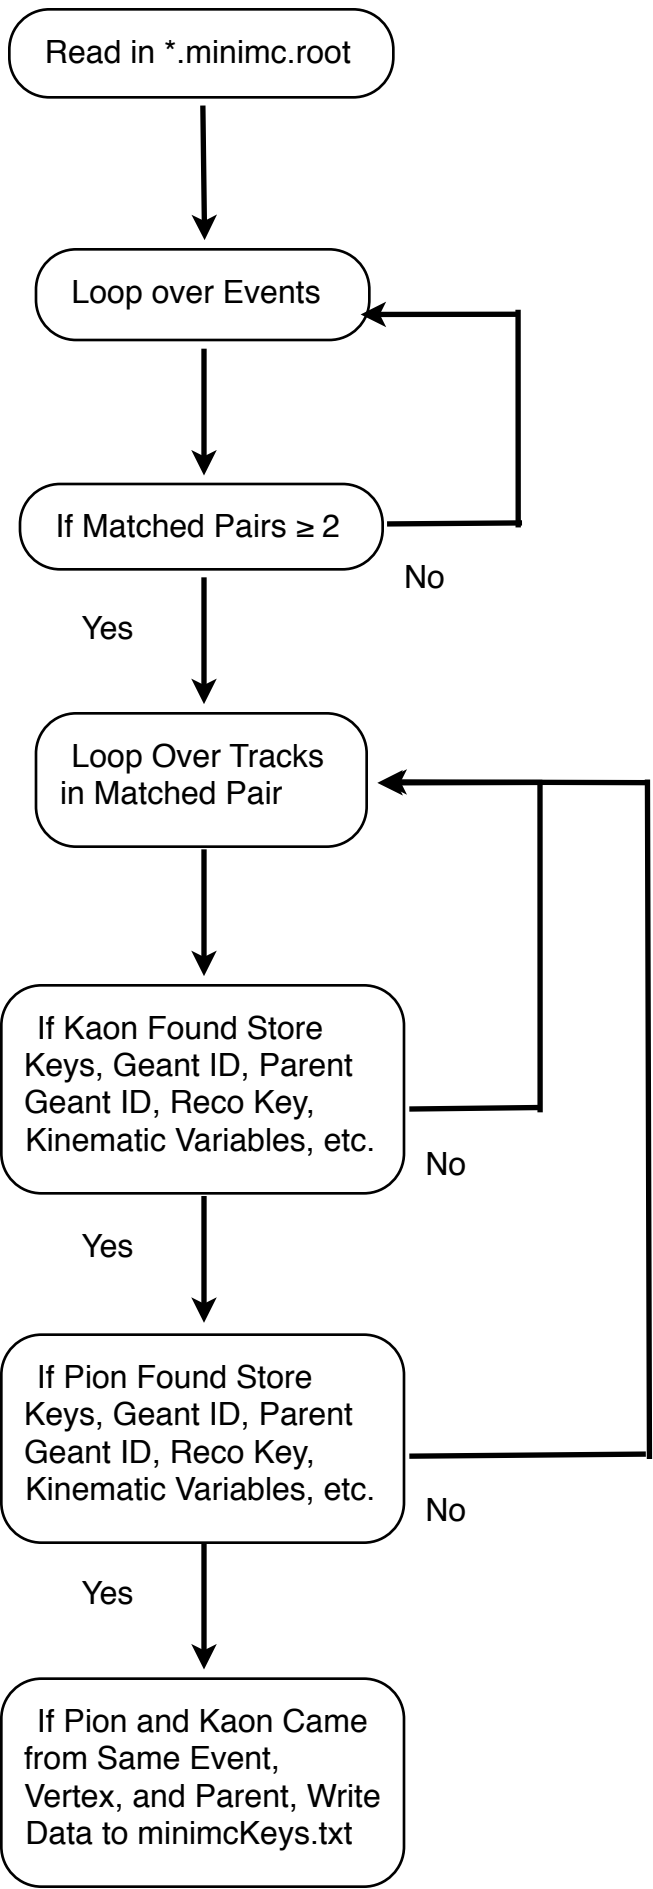 Read in *.minimc.root
Loop over Events
If Matched Pairs ≥ 2
No
Yes
Loop Over Tracks
in Matched Pair
If Kaon Found Store
Keys, Geant ID, Parent
Geant ID, Reco Key,
Kinematic Variables, etc.
No
Yes
If Pion Found Store
Keys, Geant ID, Parent
Geant ID, Reco Key,
Kinematic Variables, etc.
No
Yes
If Pion and Kaon Came
from Same Event,
Vertex, and Parent, Write
Data to minimcKeys.txt